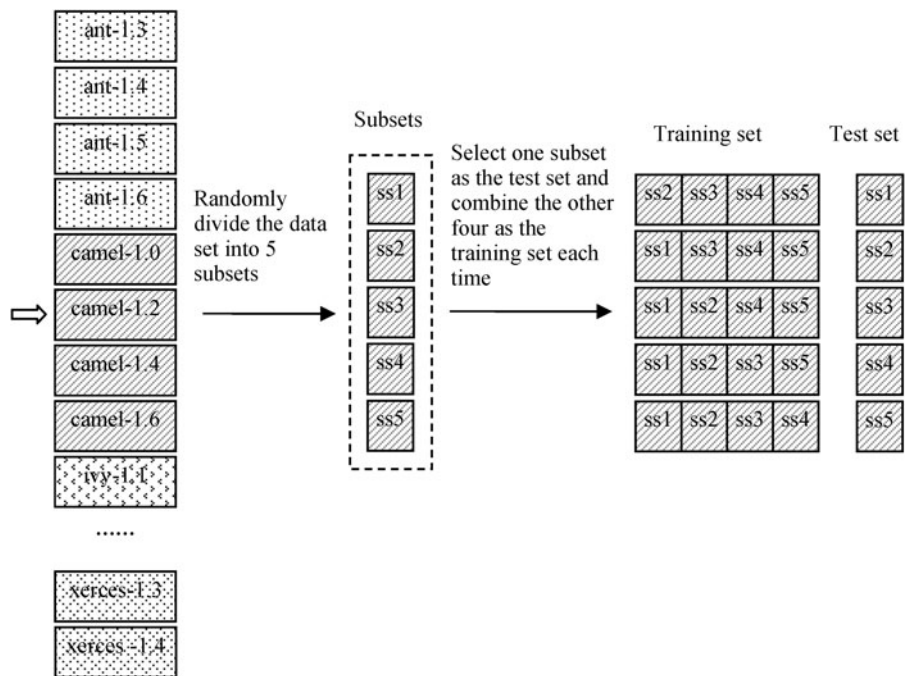 ant-1.3
ant-1.4
ant-1.5
ant-1.6
camel-1.0
camel-1.2
camel-1.4
camel-1.6
ivy-1.1
......
xerces-1.3
xerces -1.4
Randomly
divide the data
set into 5
subsets
Subsets
ss1
ss2
ss3
ss4
ss5
Select one subset
as the test set and
combine the other
four as the
training set each
time
Training set Test set
ss2 ss3 ss4 ss5 ss1
ss1 ss3 ss4 ss5 ss2
ss1 ss2 ss4 ss5 ss3
ss1 ss2 ss3 ss5 ss4
ss1 ss2 ss3 ss4 ss5